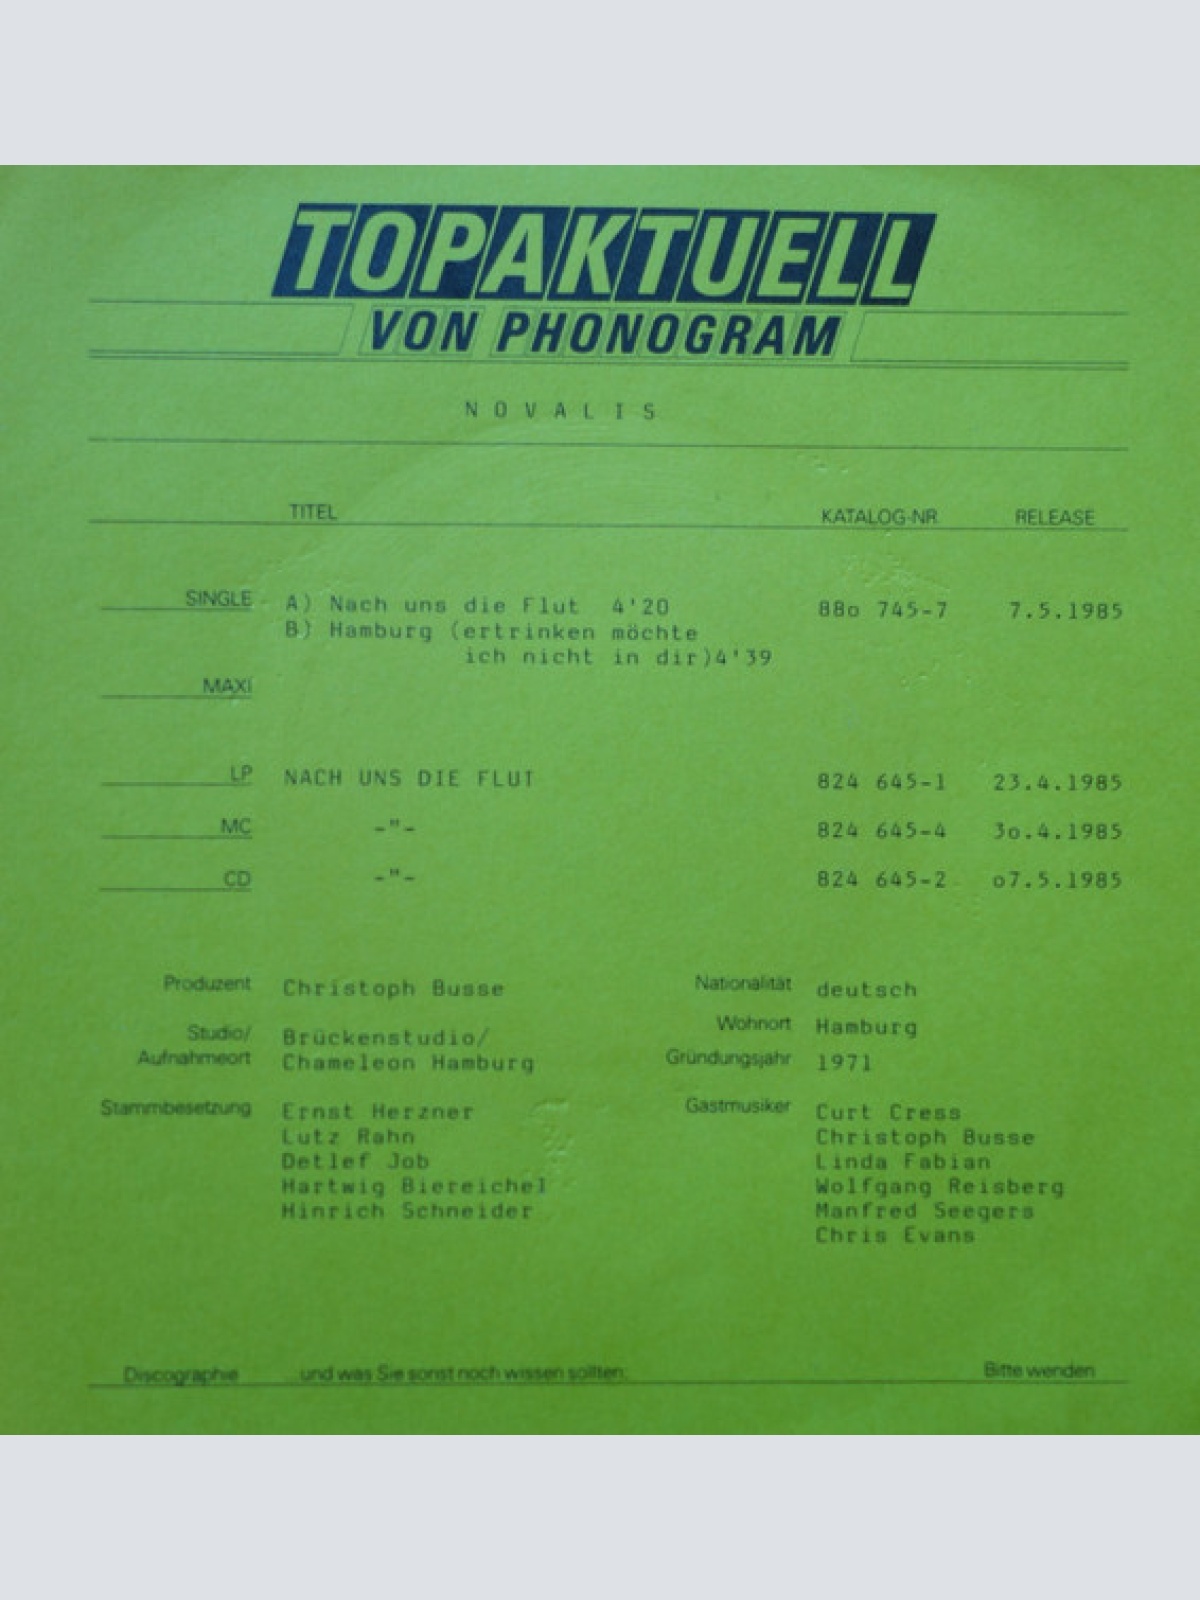 TOPAKTUELL
VON PHONOGRAM
NOVALIS
TITEL KATALOG-NR. RELEASE
SINGLE A) Nach uns die Flut 4'20 88o 745-7 7.5.1985
B) Hamburg (ertrinken möchte
ich nicht in dir)4'39
MAXI
LP NACH UNS DIE FLUT 824 645-1 23.4.1985
MC -"- 824 645-4 3o.4.1985
CD -"- 824 645-2 o7.5.1985
Produzent Christoph Busse Nationalität deutsch
Studio/ Brückenstudio/ Wohnort Hamburg
Aufnahmeort Chameleon Hamburg Gründungsjahr 1971
Stammbesetzung Ernst Herzner Gastmusiker Curt Cress
Lutz Rahn Christoph Busse
Detlef Job Linda Fabian
Hartwig Biereichel Wolfgang Reisberg
Hinrich Schneider Manfred Seegers
Chris Evans
Discographie ...und was Sie sonst noch wissen sollten: Bitte wenden